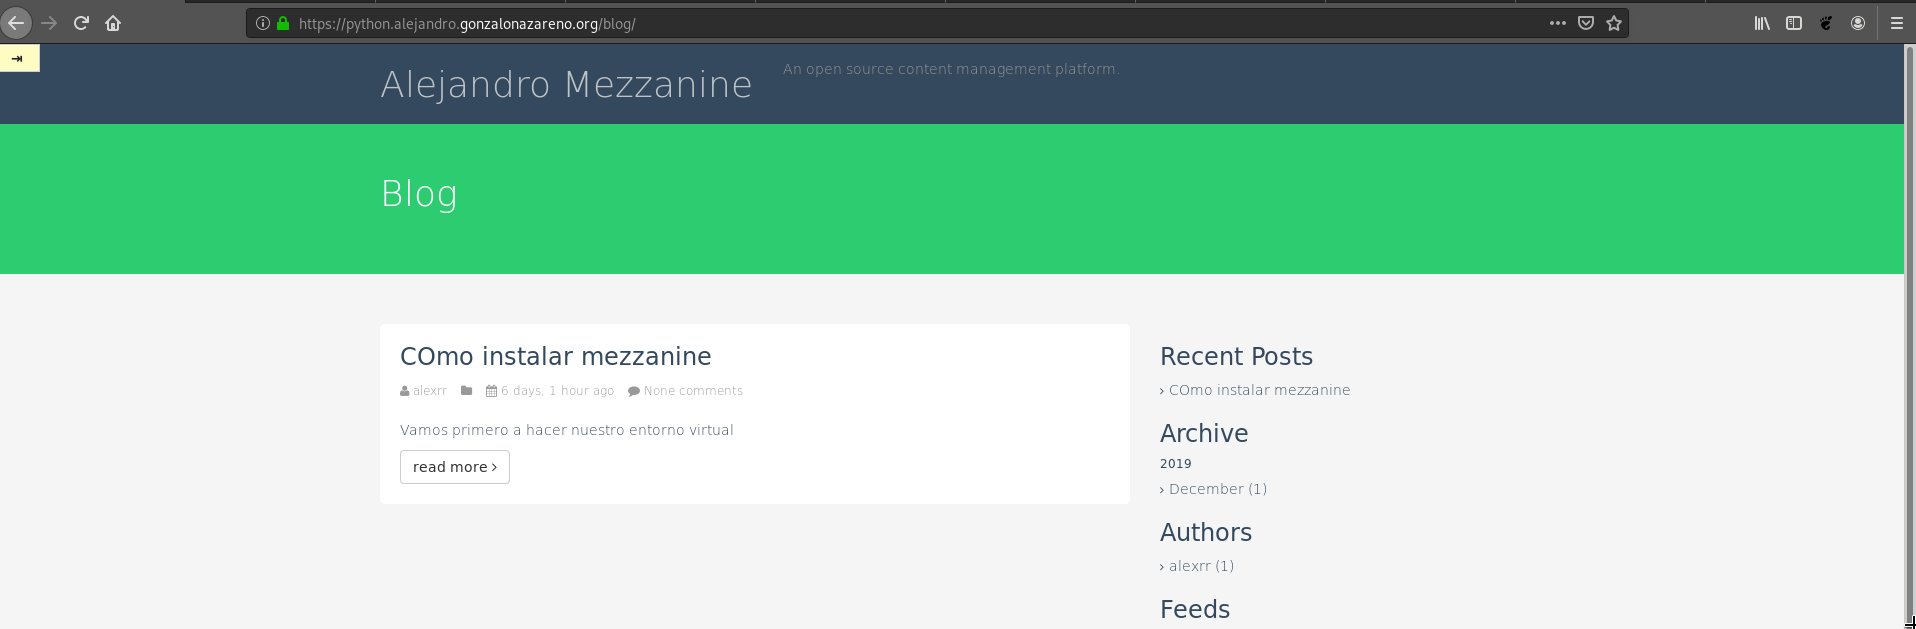 https://python.alejandro.gonzalonazareno.org/blog/
Alejandro Mezzanine
An open source content management platform.
Blog
COmo instalar mezzanine
alexrr 6 days, 1 hour ago None comments
Vamos primero a hacer nuestro entorno virtual
read more ›
Recent Posts
› COmo instalar mezzanine
Archive
2019
› December (1)
Authors
› alexrr (1)
Feeds